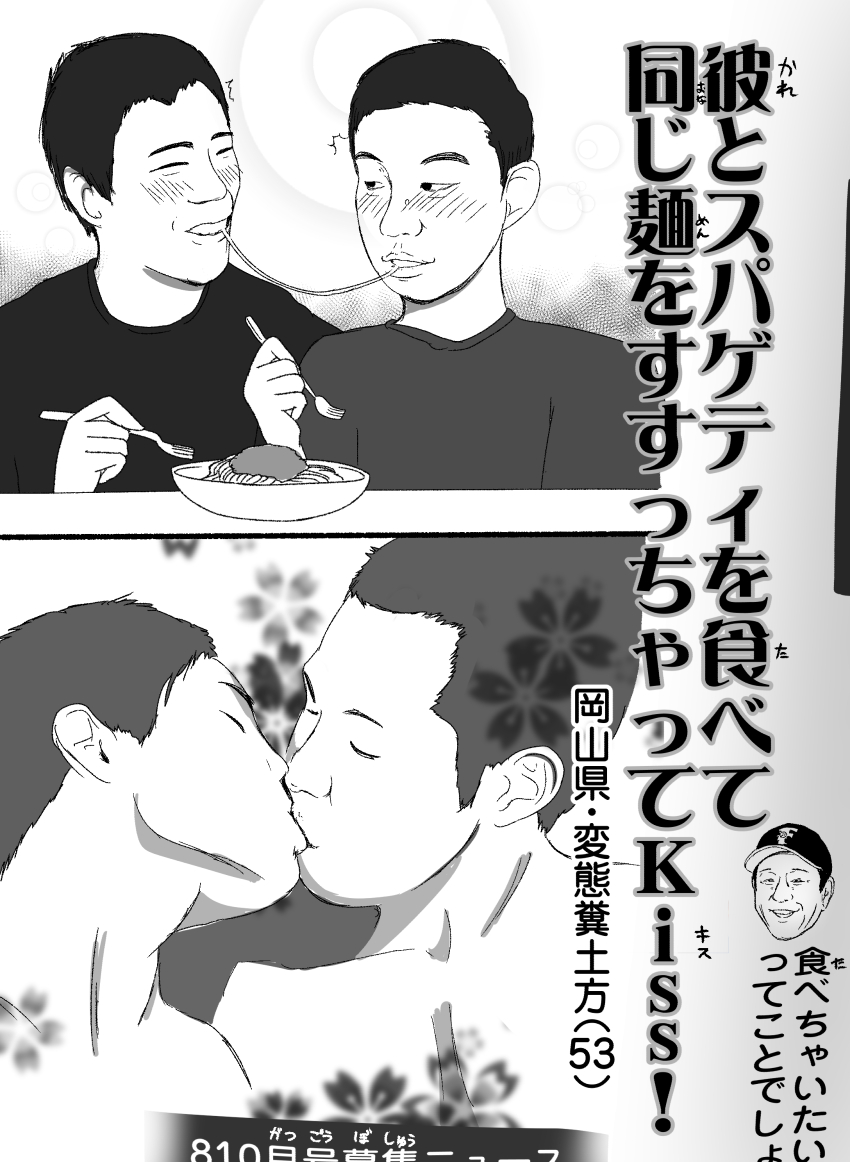 彼とスパゲティを食べて
同じ麺をすすっちゃってKiss!
岡山県・変態糞土方(53)
食べちゃいたい
ってことでしょ
810月号募集ニュース